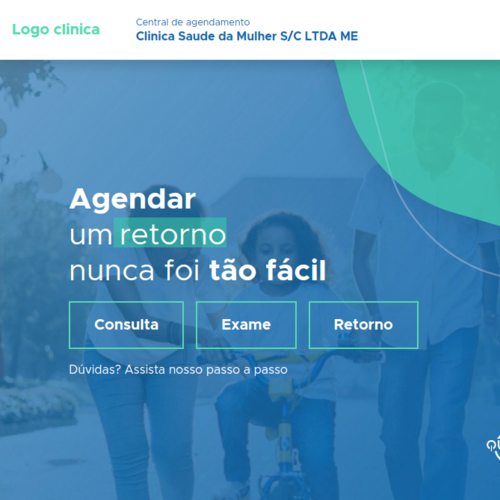 Logo clinica
Central de agendamento
Clinica Saude da Mulher S/C LTDA ME
Agendar
um retorno
nunca foi tão fácil
Consulta
Exame
Retorno
Dúvidas? Assista nosso passo a passo